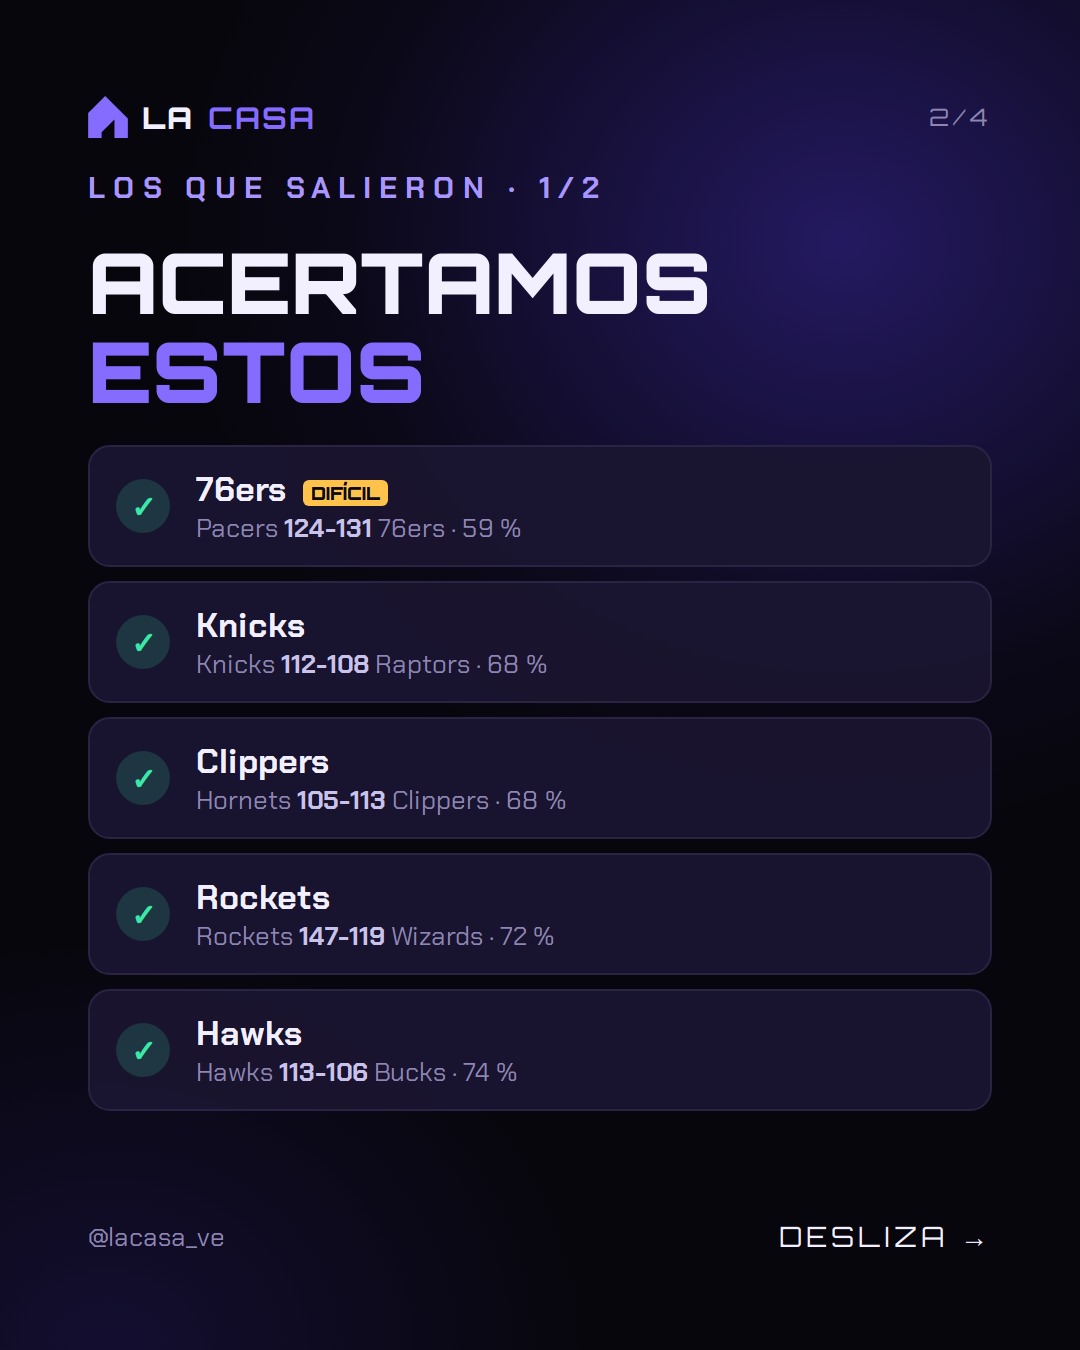 LA CASA
2/4
LOS QUE SALIERON · 1/2
ACERTAMOS
ESTOS
✓
76ers DIFÍCIL
Pacers 124-131 76ers · 59 %
✓
Knicks
Knicks 112-108 Raptors · 68 %
✓
Clippers
Hornets 105-113 Clippers · 68 %
✓
Rockets
Rockets 147-119 Wizards · 72 %
✓
Hawks
Hawks 113-106 Bucks · 74 %
@lacasa_ve
DESLIZA →